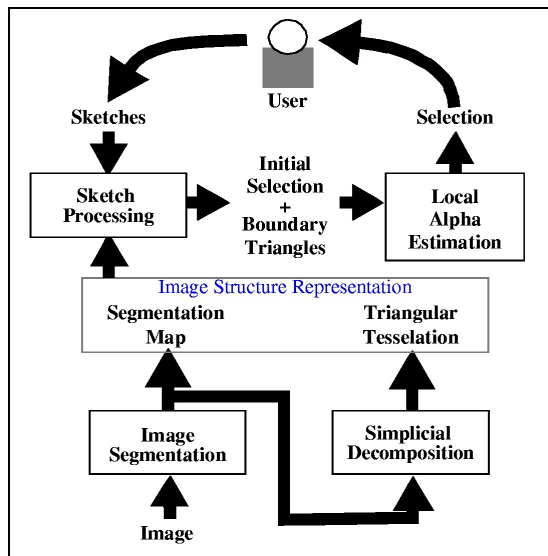 User
Sketches
Selection
Sketch
Processing
Initial
Selection
+
Boundary
Triangles
Local
Alpha
Estimation
Image Structure Representation
Segmentation
Map
Triangular
Tesselation
Image
Segmentation
Simplicial
Decomposition
Image